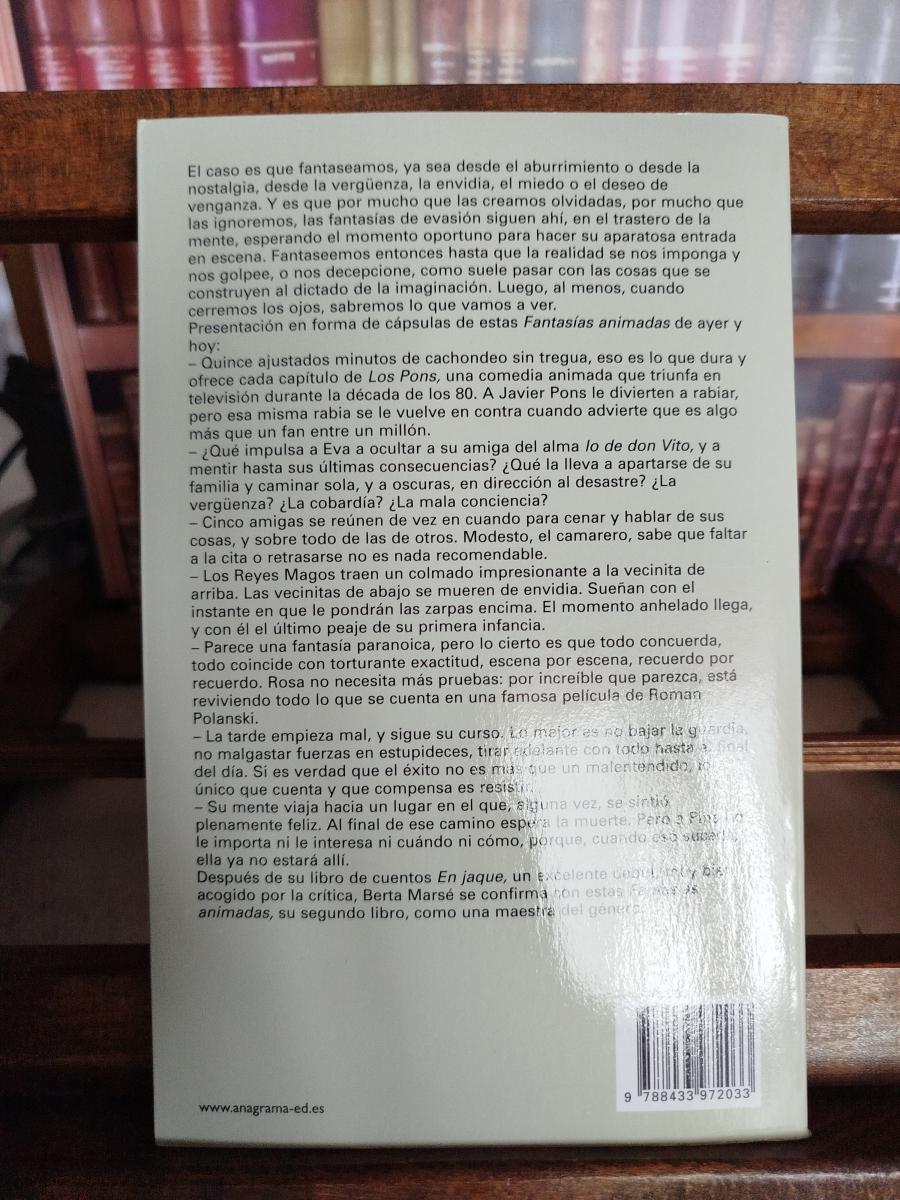 El caso es que fantaseamos, ya sea desde el aburrimiento o desde la
nostalgia, desde la vergüenza, la envidia, el miedo o el deseo de
venganza. Y es que por mucho que las creamos olvidadas, por mucho que
las ignoremos, las fantasías de evasión siguen ahí, en el trastero de la
mente, esperando el momento oportuno para hacer su aparatosa entrada
en escena. Fantaseemos entonces hasta que la realidad se nos imponga y
nos golpee, o nos decepcione, como suele pasar con las cosas que se
construyen al dictado de la imaginación. Luego, al menos, cuando
cerremos los ojos, sabremos lo que vamos a ver.
Presentación en forma de cápsulas de estas Fantasías animadas de ayer y
hoy:
– Quince ajustados minutos de cachondeo sin tregua, eso es lo que dura y
ofrece cada capítulo de Los Pons, una comedia animada que triunfa en
televisión durante la década de los 80. A Javier Pons le divierten a rabiar,
pero esa misma rabia se le vuelve en contra cuando advierte que es algo
más que un fan entre un millón.
– ¿Qué impulsa a Eva a ocultar a su amiga del alma lo de don Vito, y a
mentir hasta sus últimas consecuencias? ¿Qué la lleva a apartarse de su
familia y caminar sola, y a oscuras, en dirección al desastre? ¿La
vergüenza? ¿La cobardía? ¿La mala conciencia?
– Cinco amigas se reúnen de vez en cuando para cenar y hablar de sus
cosas, y sobre todo de las de otros. Modesto, el camarero, sabe que faltar
a la cita o retrasarse no es nada recomendable.
– Los Reyes Magos traen un colmado impresionante a la vecinita de
arriba. Las vecinitas de abajo se mueren de envidia. Sueñan con el
instante en que le pondrán las zarpas encima. El momento anhelado llega,
y con él el último peaje de su primera infancia.
– Parece una fantasía paranoica, pero lo cierto es que todo concuerda,
todo coincide con torturante exactitud, escena por escena, recuerdo por
recuerdo. Rosa no necesita más pruebas: por increíble que parezca, está
reviviendo todo lo que se cuenta en una famosa película de Roman
Polanski.
– La tarde empieza mal, y sigue su curso. Lo mejor es no bajar la guardia,
no malgastar fuerzas en estupideces, tirar adelante con todo hasta el final
del día. Si es verdad que el éxito no es más que un malentendido, lo
único que cuenta y que compensa es resistir.
– Su mente viaja hacia un lugar en el que, alguna vez, se sintió
plenamente feliz. Al final de ese camino espera la muerte. Pero a
le importa ni le interesa ni cuándo ni cómo, porque, cuando eso suceda,
ella ya no estará allí.
Después de su libro de cuentos En jaque, un excelente debut, muy bien
acogido por la crítica, Berta Marsé se confirma con estas Fantasías
animadas, su segundo libro, como una maestra del género.
www.anagrama-ed.es
9 788433 972033